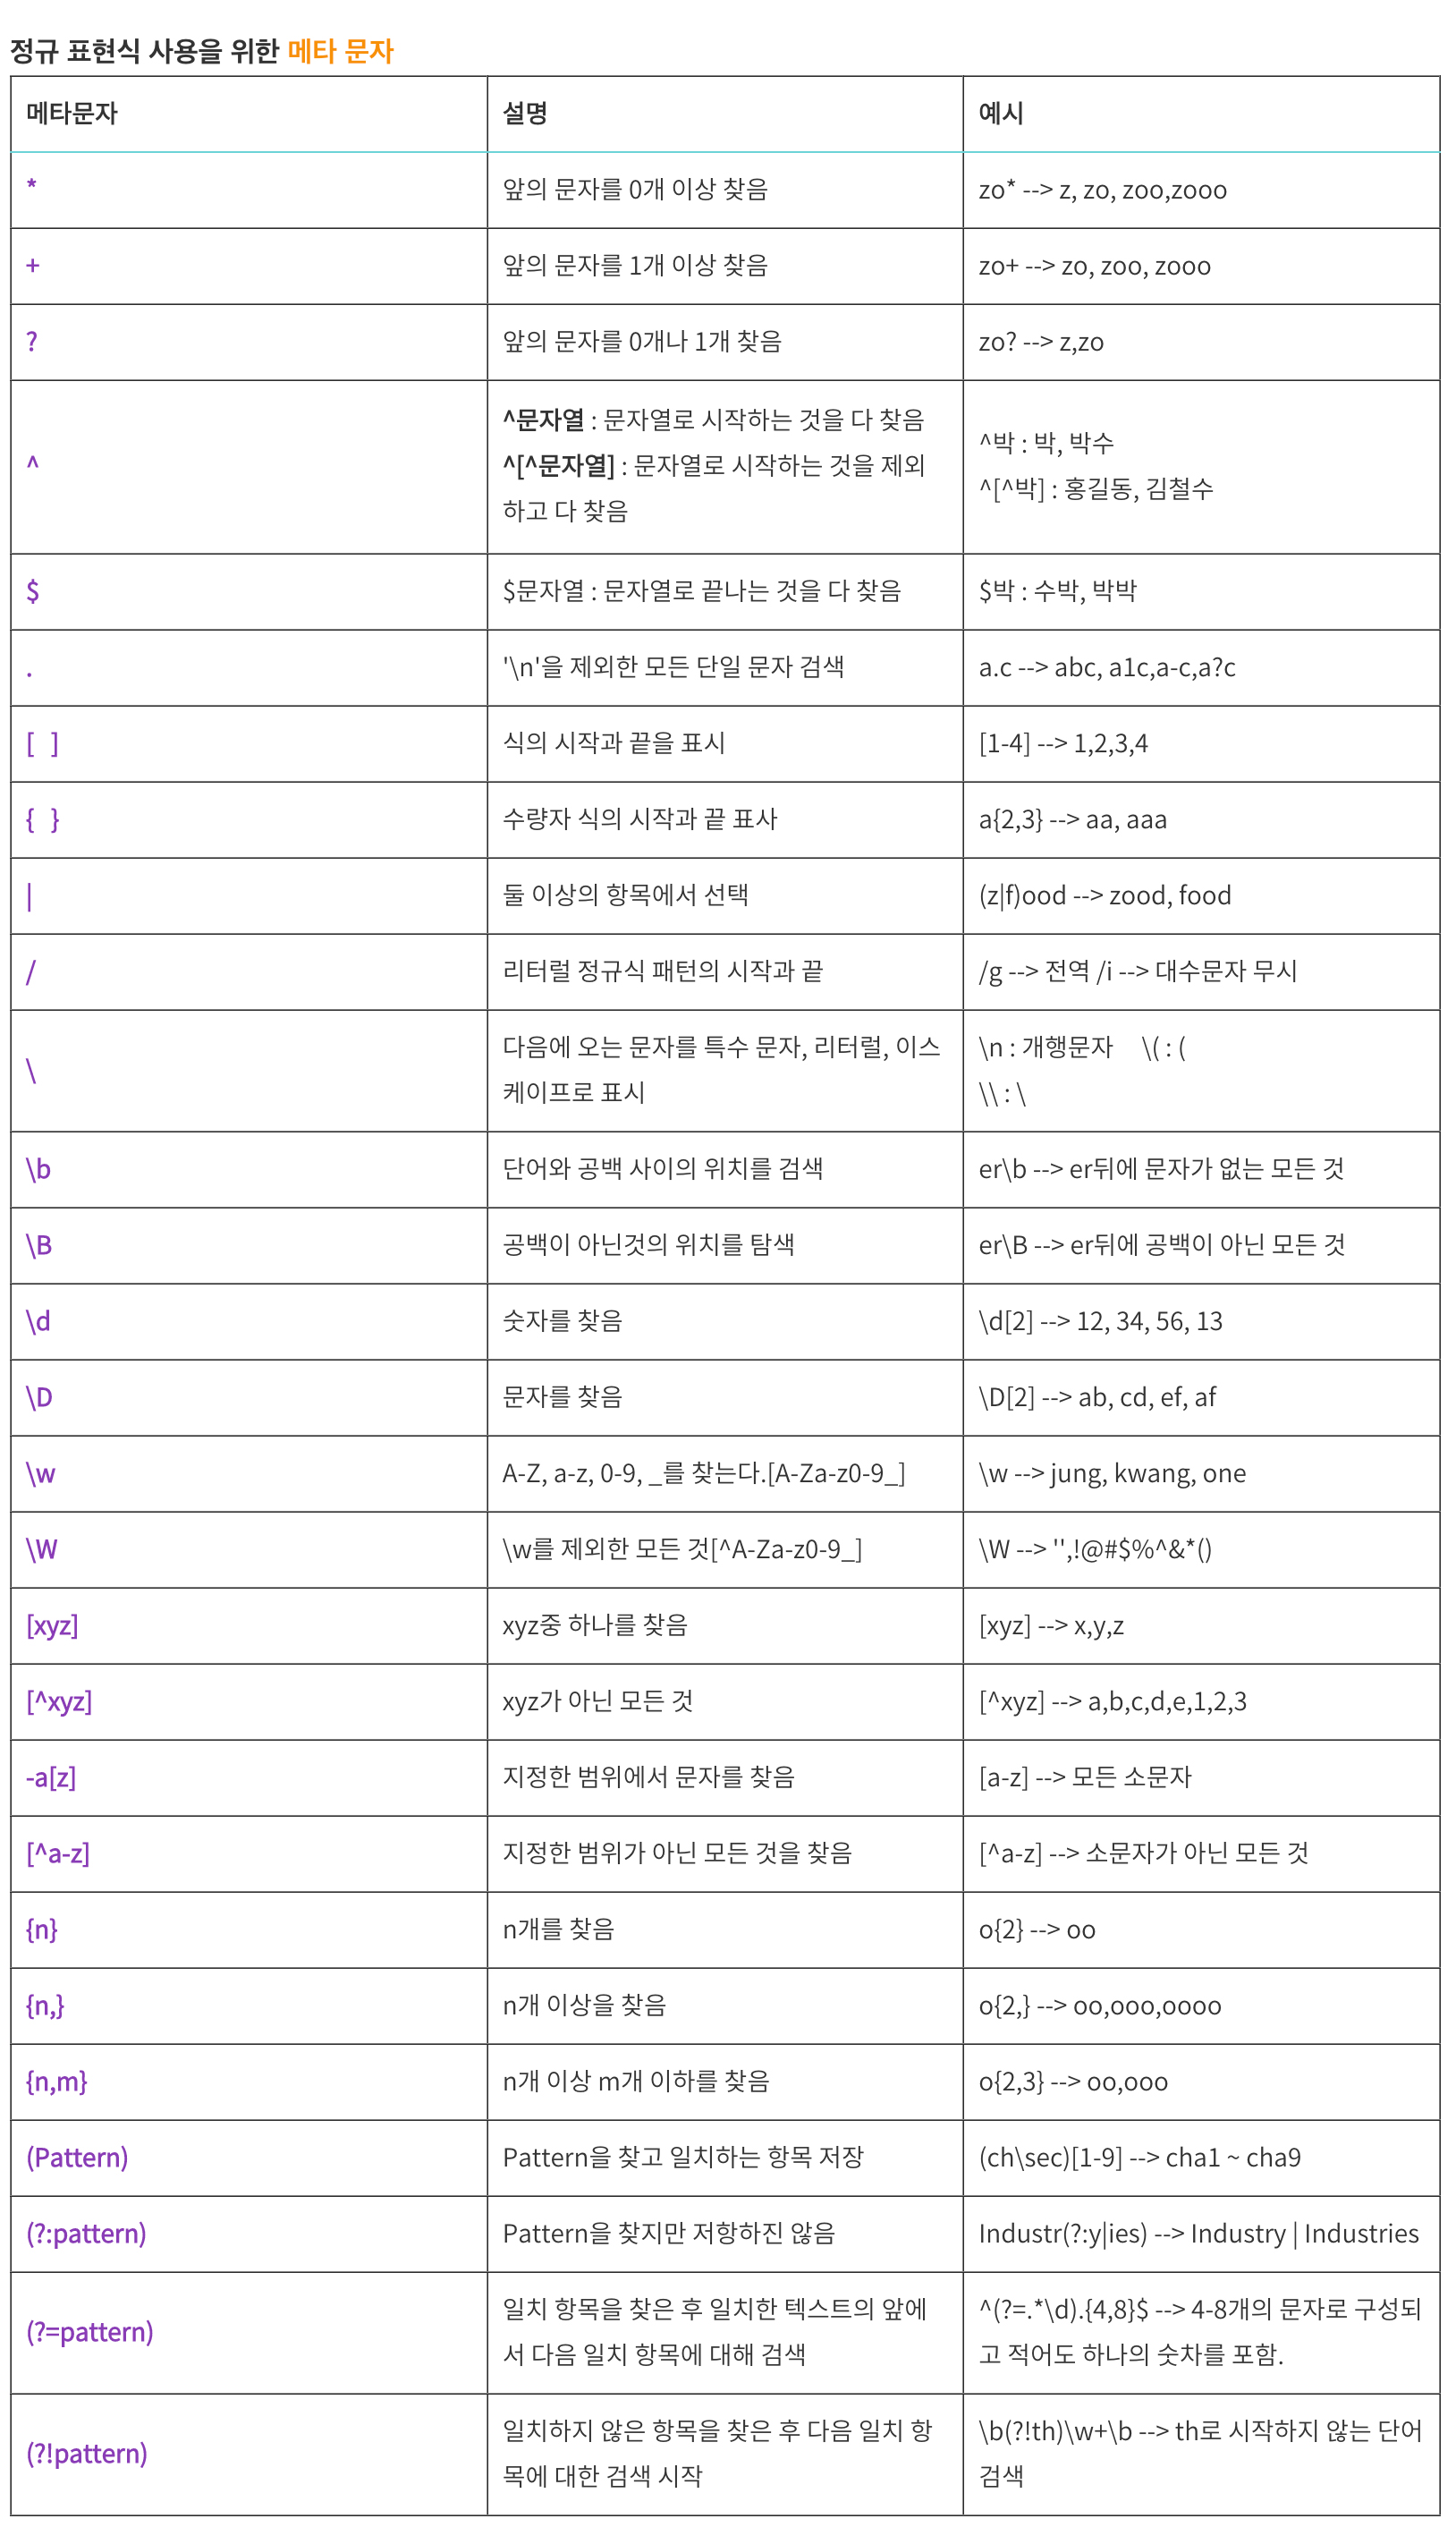 정규 표현식 사용을 위한 메타 문자
메타문자 설명 예시
* 앞의 문자를 0개 이상 찾음 zo* --> z, zo, zoo,zooo
+ 앞의 문자를 1개 이상 찾음 zo+ --> zo, zoo, zooo
? 앞의 문자를 0개나 1개 찾음 zo? --> z,zo
^
^문자열 : 문자열로 시작하는 것을 다 찾음
^[^문자열] : 문자열로 시작하는 것을 제외
하고 다 찾음
^박 : 박, 박수
^[^박] : 홍길동, 김철수
$ $문자열 : 문자열로 끝나는 것을 다 찾음 $박 : 수박, 박박
. '\n'을 제외한 모든 단일 문자 검색 a.c --> abc, a1c,a-c,a?c
[ ] 식의 시작과 끝을 표시 [1-4] --> 1,2,3,4
{ } 수량자 식의 시작과 끝 표사 a{2,3} --> aa, aaa
| 둘 이상의 항목에서 선택 (z|f)ood --> zood, food
/ 리터럴 정규식 패턴의 시작과 끝 /g --> 전역 /i --> 대수문자 무시
\
다음에 오는 문자를 특수 문자, 리터럴, 이스
케이프로 표시
\n : 개행문자 \( : (
\\ : \
\b 단어와 공백 사이의 위치를 검색 er\b --> er뒤에 문자가 없는 모든 것
\B 공백이 아닌것의 위치를 탐색 er\B --> er뒤에 공백이 아닌 모든 것
\d 숫자를 찾음 \d[2] --> 12, 34, 56, 13
\D 문자를 찾음 \D[2] --> ab, cd, ef, af
\w A-Z, a-z, 0-9, _를 찾는다.[A-Za-z0-9_] \w --> jung, kwang, one
\W \w를 제외한 모든 것[^A-Za-z0-9_] \W --> '',!@#$%^&*()
[xyz] xyz중 하나를 찾음 [xyz] --> x,y,z
[^xyz] xyz가 아닌 모든 것 [^xyz] --> a,b,c,d,e,1,2,3
-a[z] 지정한 범위에서 문자를 찾음 [a-z] --> 모든 소문자
[^a-z] 지정한 범위가 아닌 모든 것을 찾음 [^a-z] --> 소문자가 아닌 모든 것
{n} n개를 찾음 o{2} --> oo
{n,} n개 이상을 찾음 o{2,} --> oo,ooo,oooo
{n,m} n개 이상 m개 이하를 찾음 o{2,3} --> oo,ooo
(Pattern) Pattern을 찾고 일치하는 항목 저장 (ch\sec)[1-9] --> cha1 ~ cha9
(?:pattern) Pattern을 찾지만 저항하진 않음 Industr(?:y|ies) --> Industry | Industries
(?=pattern)
일치 항목을 찾은 후 일치한 텍스트의 앞에
서 다음 일치 항목에 대해 검색
^(?=.*\d).{4,8}$ --> 4-8개의 문자로 구성되
고 적어도 하나의 숫차를 포함.
(?!pattern)
일치하지 않은 항목을 찾은 후 다음 일치 항
목에 대한 검색 시작
\b(?!th)\w+\b --> th로 시작하지 않는 단어
검색